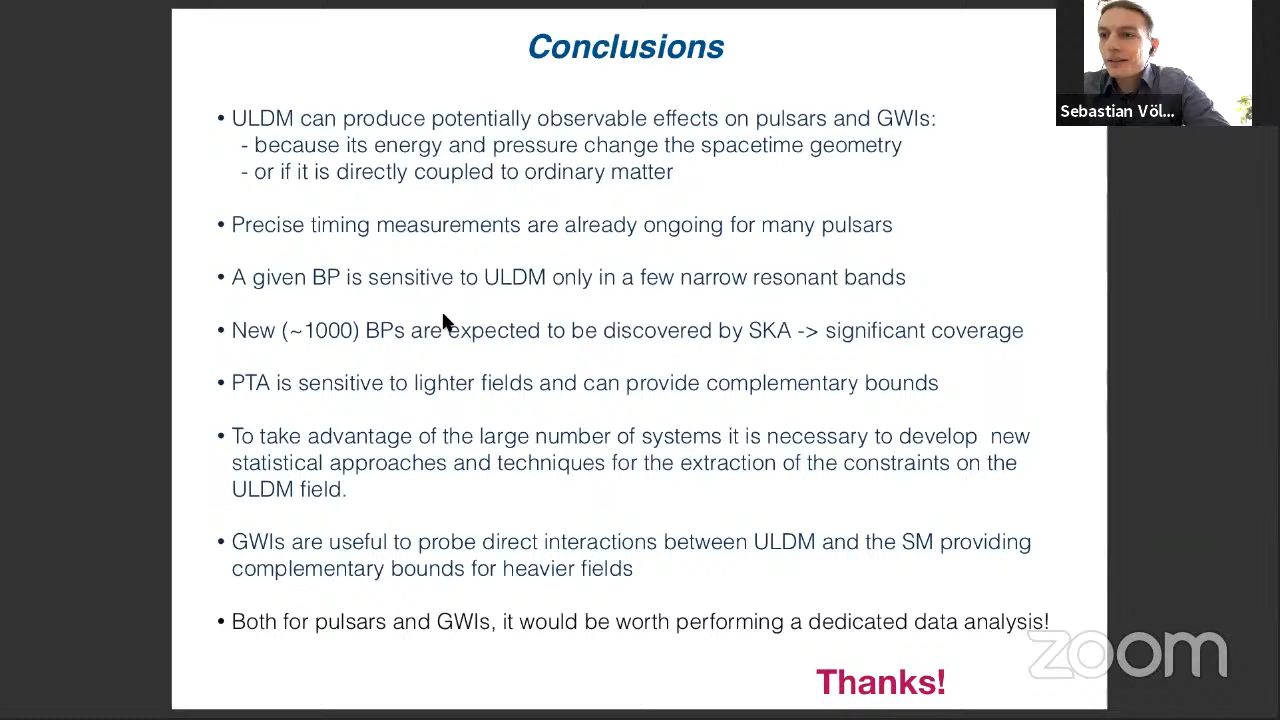 Conclusions
Sebastian Völ...
• ULDM can produce potentially observable effects on pulsars and GWIs:
- because its energy and pressure change the spacetime geometry
- or if it is directly coupled to ordinary matter
• Precise timing measurements are already ongoing for many pulsars
• A given BP is sensitive to ULDM only in a few narrow resonant bands
• New (~1000) BPs are expected to be discovered by SKA -> significant coverage
• PTA is sensitive to lighter fields and can provide complementary bounds
• To take advantage of the large number of systems it is necessary to develop new
statistical approaches and techniques for the extraction of the constraints on the
ULDM field.
• GWIs are useful to probe direct interactions between ULDM and the SM providing
complementary bounds for heavier fields
• Both for pulsars and GWIs, it would be worth performing a dedicated data analysis!
zoom
Thanks!